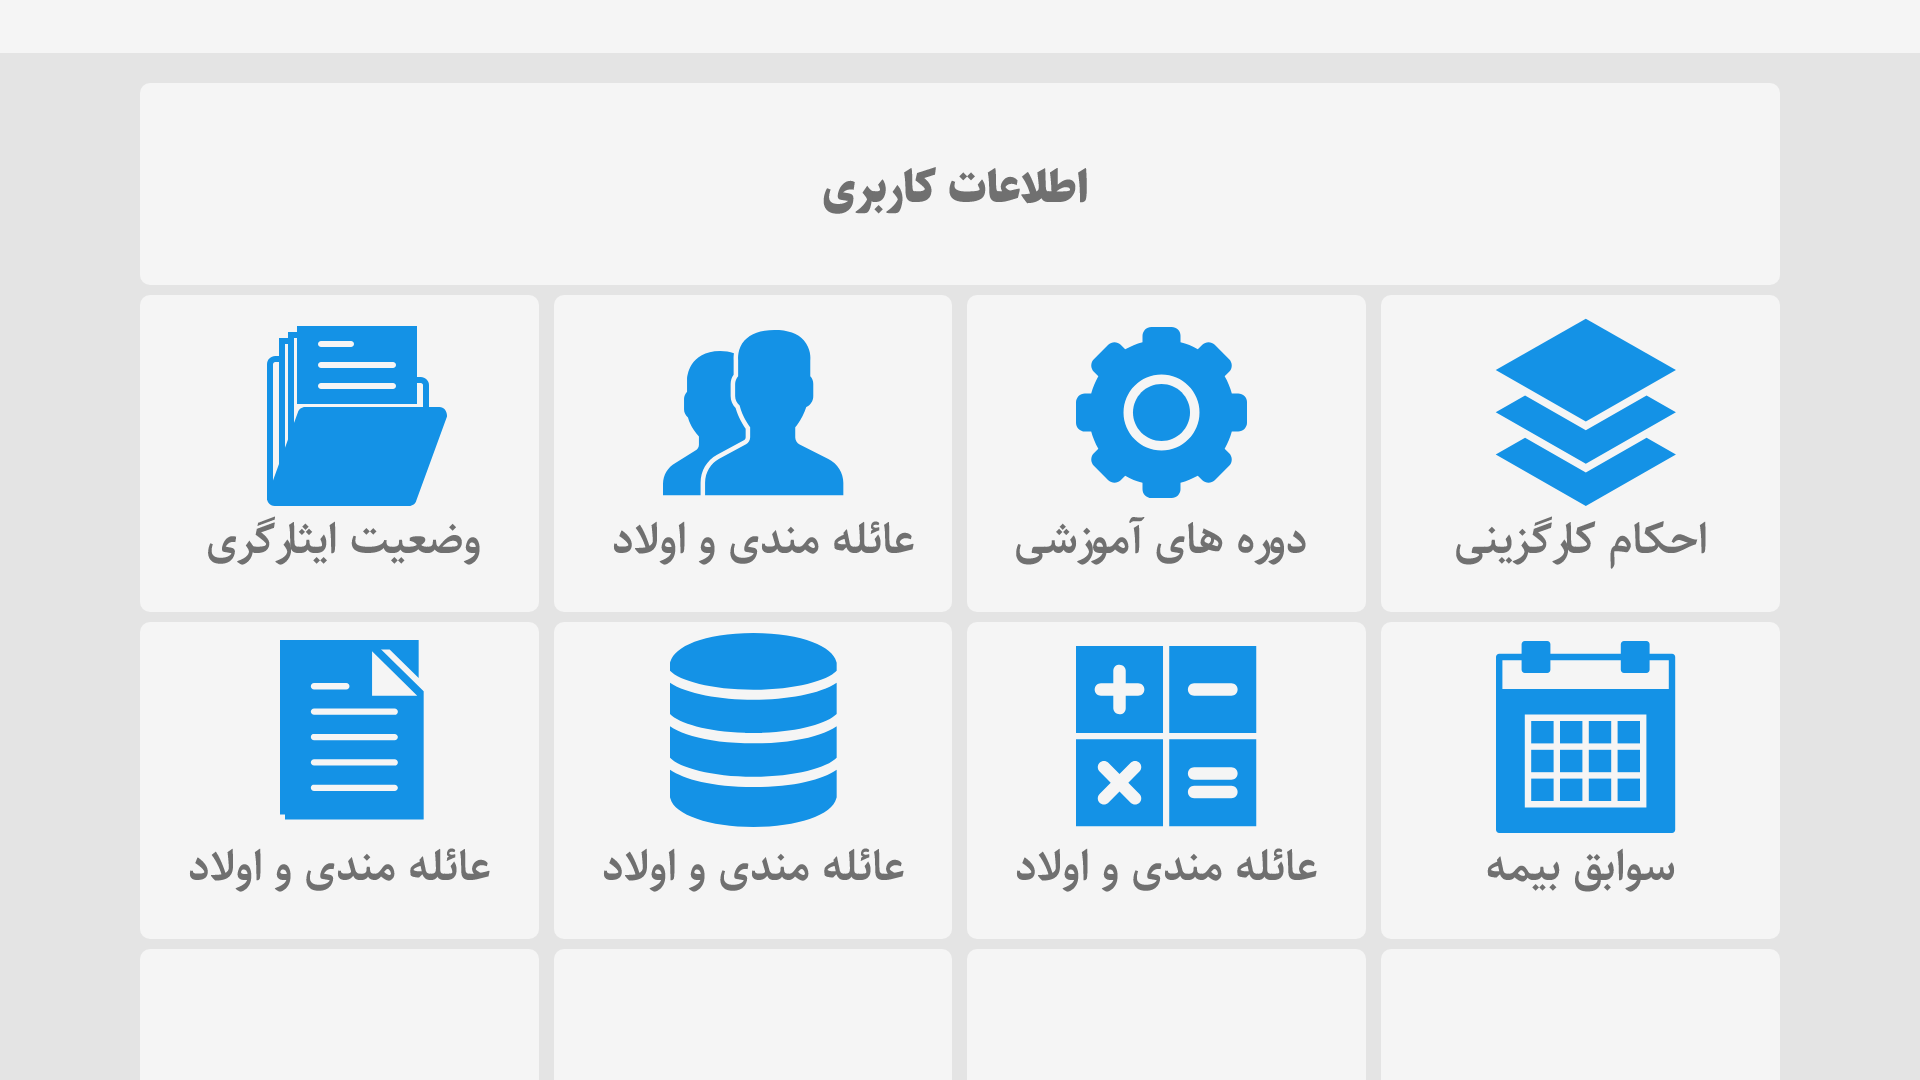 اطلاعات کاربری
احکام کارگزینی
دوره های آموزشی
عائله مندی و اولاد
وضعیت ایثارگری
سوابق بیمه
عائله مندی و اولاد
عائله مندی و اولاد
عائله مندی و اولاد